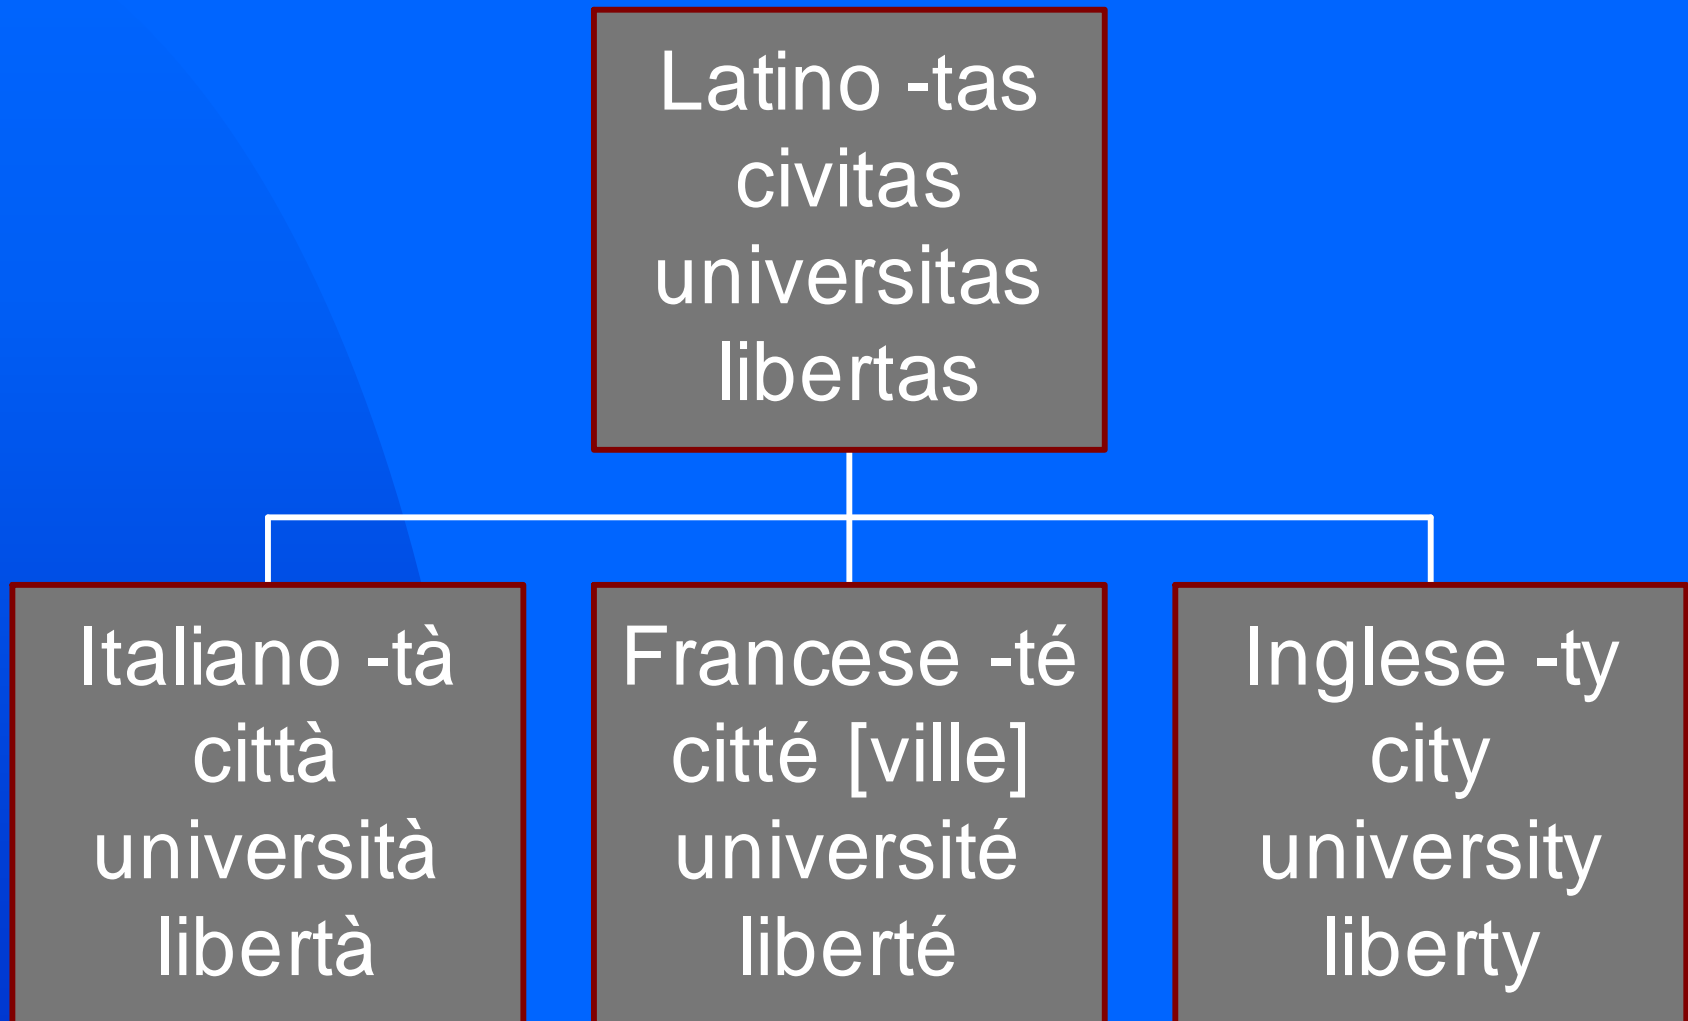 Latino -tas
civitas
universitas
libertas
Italiano -tà
città
università
libertà
Francese -té
citté [ville]
université
liberté
Inglese -ty
city
university
liberty